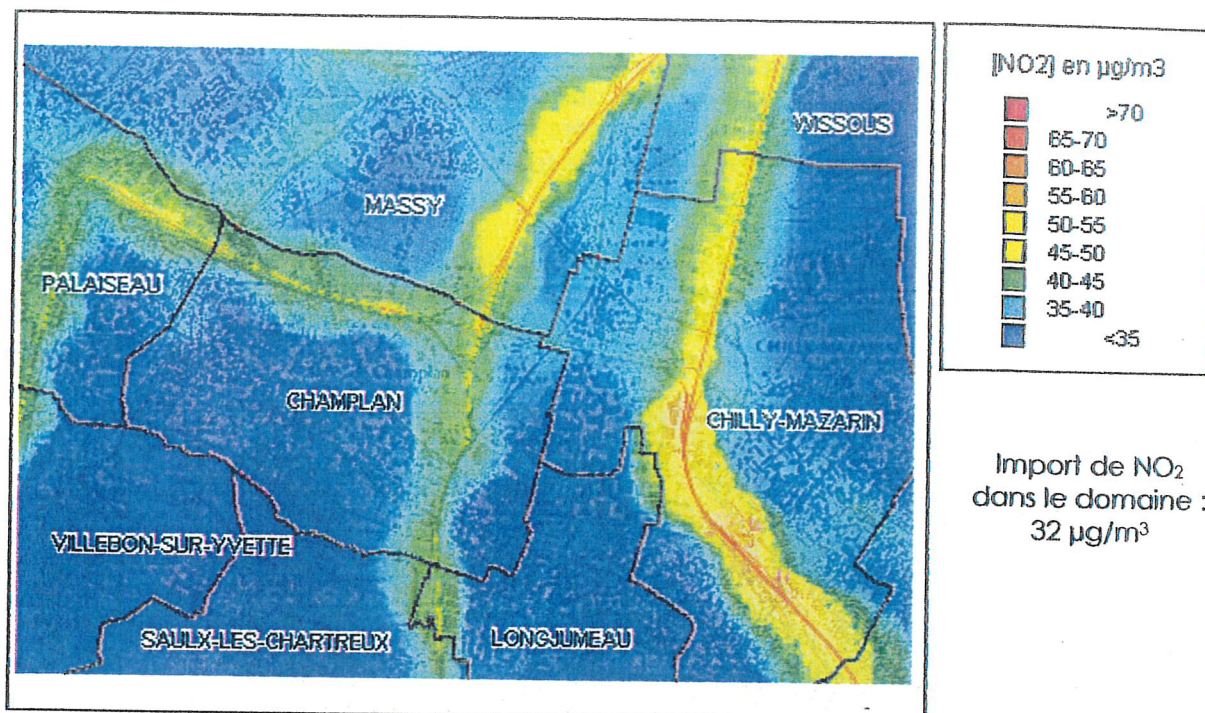 WISSOUS
MASSY
PALAISEAU
Champlan
CHAMPLAN
CHILLY-MAZARIN
VILLEBON-SUR-YVETTE
SAULX-LES-CHARTREUX
LONGJUMEAU
[NO2] en µg/m3
>70
65-70
60-65
55-60
50-55
45-50
40-45
35-40
<35
Import de NO₂
dans le domaine :
32 µg/m³